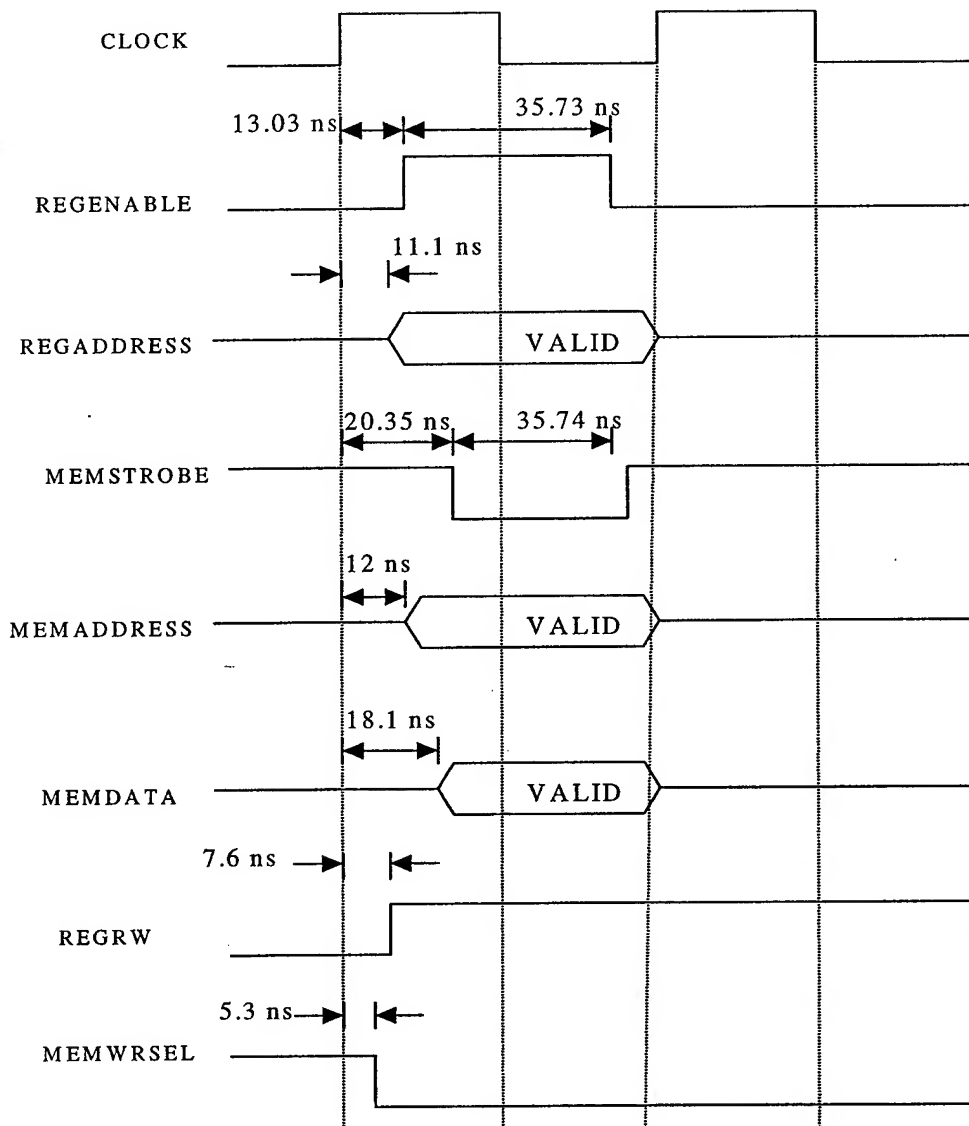 CLOCK
13.03 ns
35.73 ns
REGENABLE
11.1 ns
REGADDRESS
VALID
20.35 ns
35.74 ns
MEMSTROBE
12 ns
MEMADDRESS
VALID
18.1 ns
MEMDATA
VALID
7.6 ns
REGRW
5.3 ns
MEMWRSEL